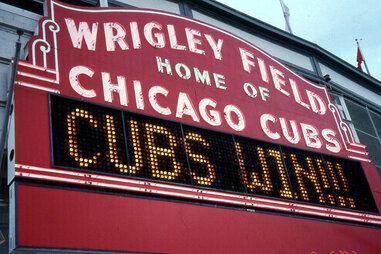 WRIGLEY FIELD
HOME OF
CHICAGO CUBS
CUBS WIN!!!